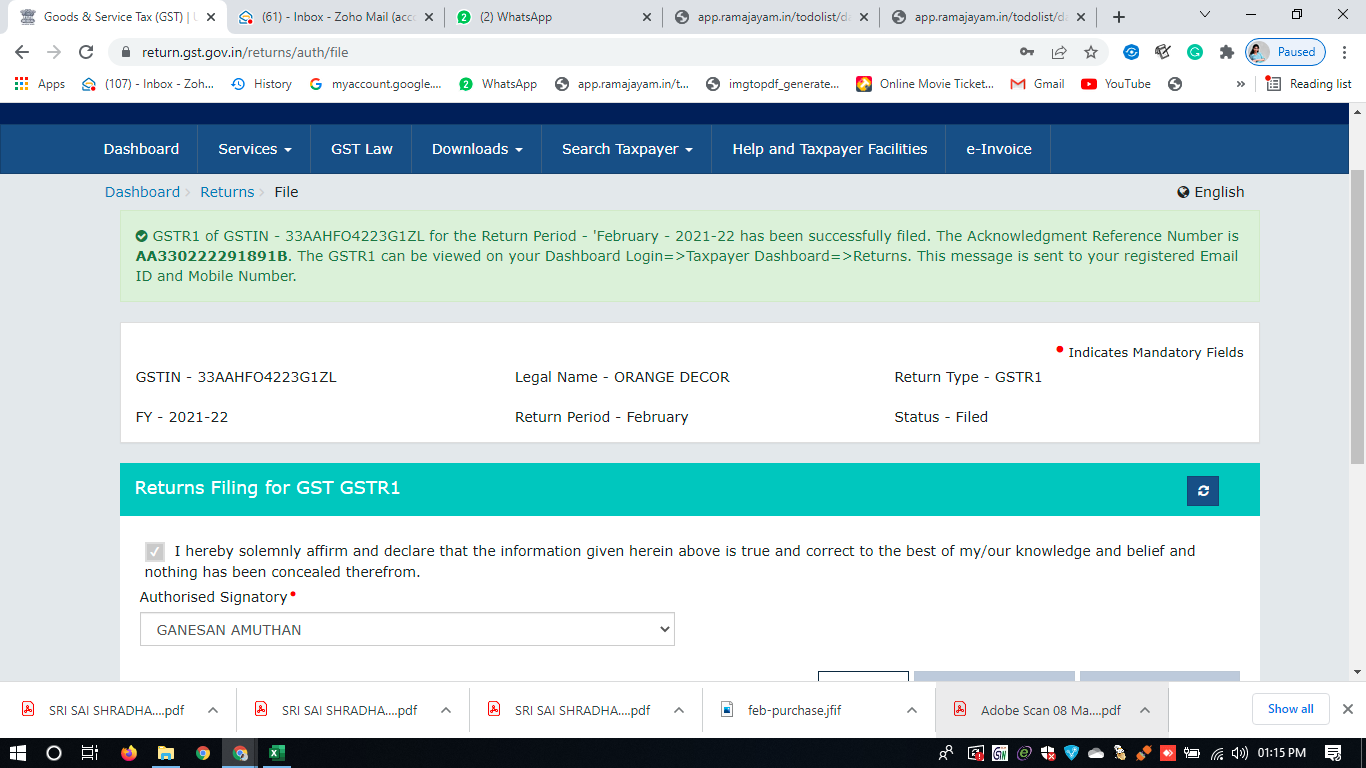 Goods & Service Tax (GST) |
(61) - Inbox - Zoho Mail (acc
(2) WhatsApp
app.ramajayam.in/todolist/d
app.ramajayam.in/todolist/d
return.gst.gov.in/returns/auth/file
Paused
Apps
(107) - Inbox - Zoh...
History
myaccount.google....
2
WhatsApp
app.ramajayam.in/t...
imgtopdf_generate...
Online Movie Ticket...
Gmail
YouTube
»
Reading list
Dashboard
Services
GST Law
Downloads
Search Taxpayer
Help and Taxpayer Facilities
e-Invoice
Dashboard > Returns > File
English
GSTR1 of GSTIN - 33AAHFO4223G1ZL for the Return Period - 'February - 2021-22 has been successfully filed. The Acknowledgment Reference Number is
AA330222291891B. The GSTR1 can be viewed on your Dashboard Login=>Taxpayer Dashboard=>Returns. This message is sent to your registered Email
ID and Mobile Number.
• Indicates Mandatory Fields
GSTIN - 33AAHFO4223G1ZL
Legal Name - ORANGE DECOR
Return Type - GSTR1
FY - 2021-22
Return Period - February
Status - Filed
Returns Filing for GST GSTR1
I hereby solemnly affirm and declare that the information given herein above is true and correct to the best of my/our knowledge and belief and
nothing has been concealed therefrom.
Authorised Signatory•
GANESAN AMUTHAN
SRI SAI SHRADHA....pdf
SRI SAI SHRADHA....pdf
SRI SAI SHRADHA....pdf
feb-purchase.jfif
Adobe Scan 08 Ma....pdf
Show all
01:15 PM